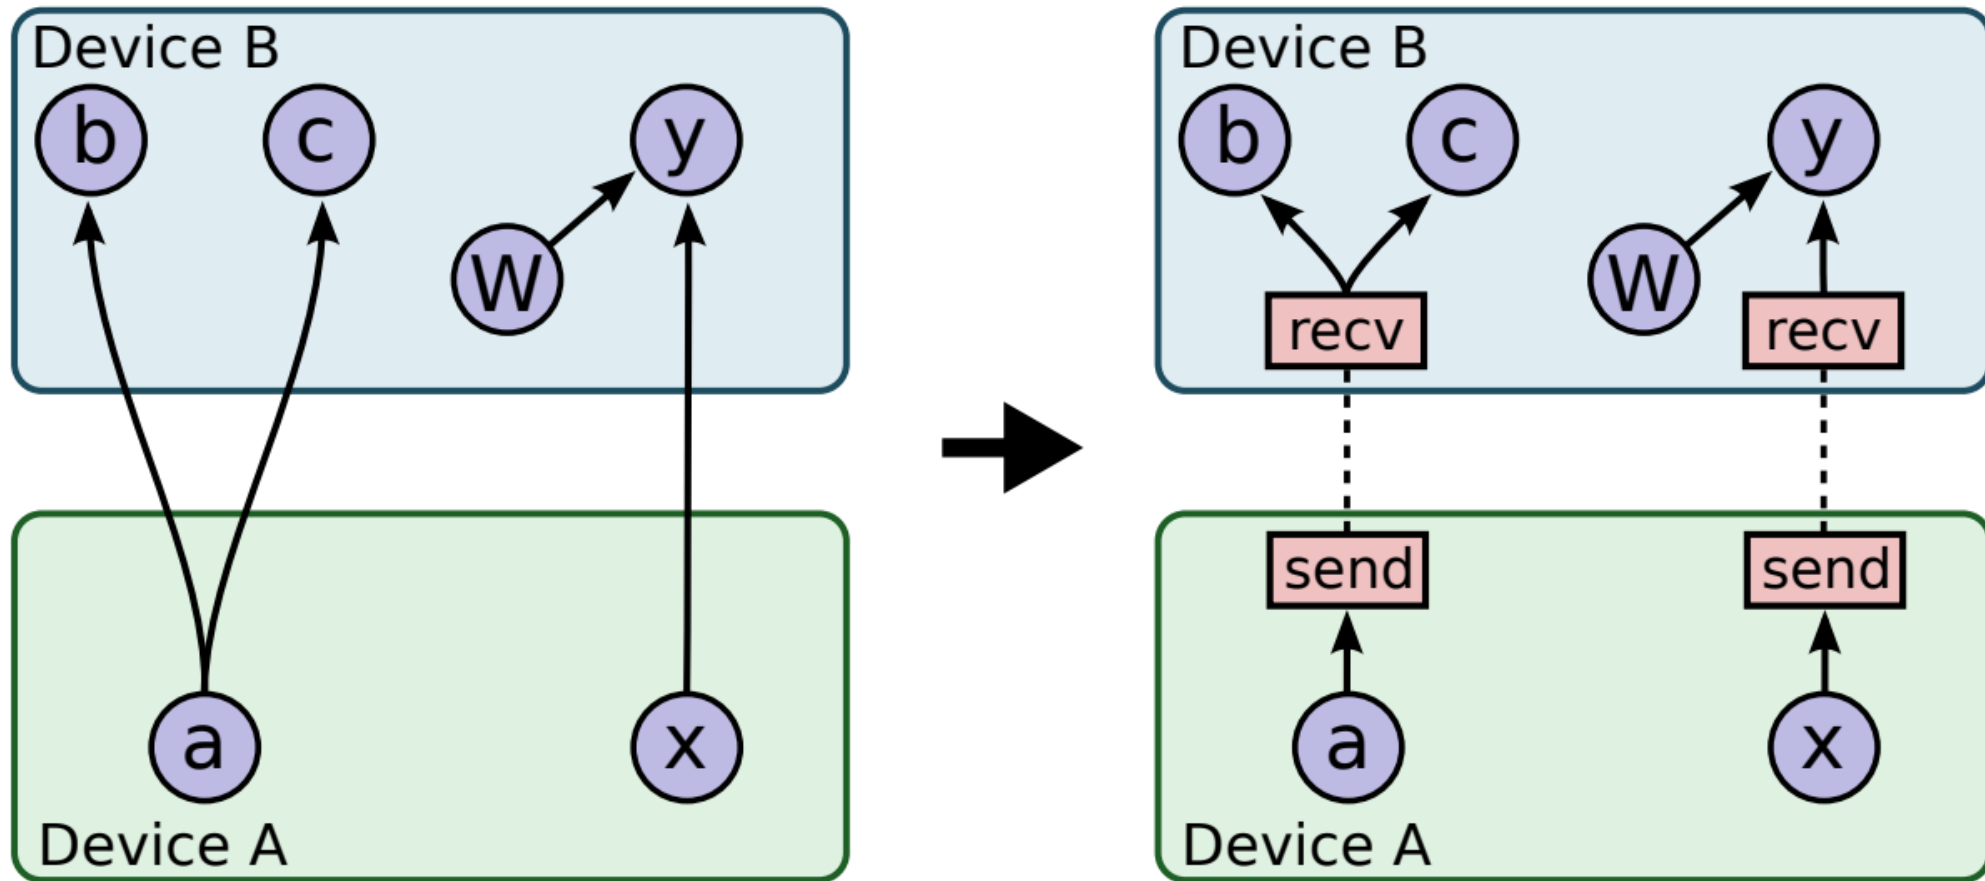 Device B
b
c
y
W
a
x
Device A
Device B
b
c
y
W
recv
recv
send
send
a
x
Device A